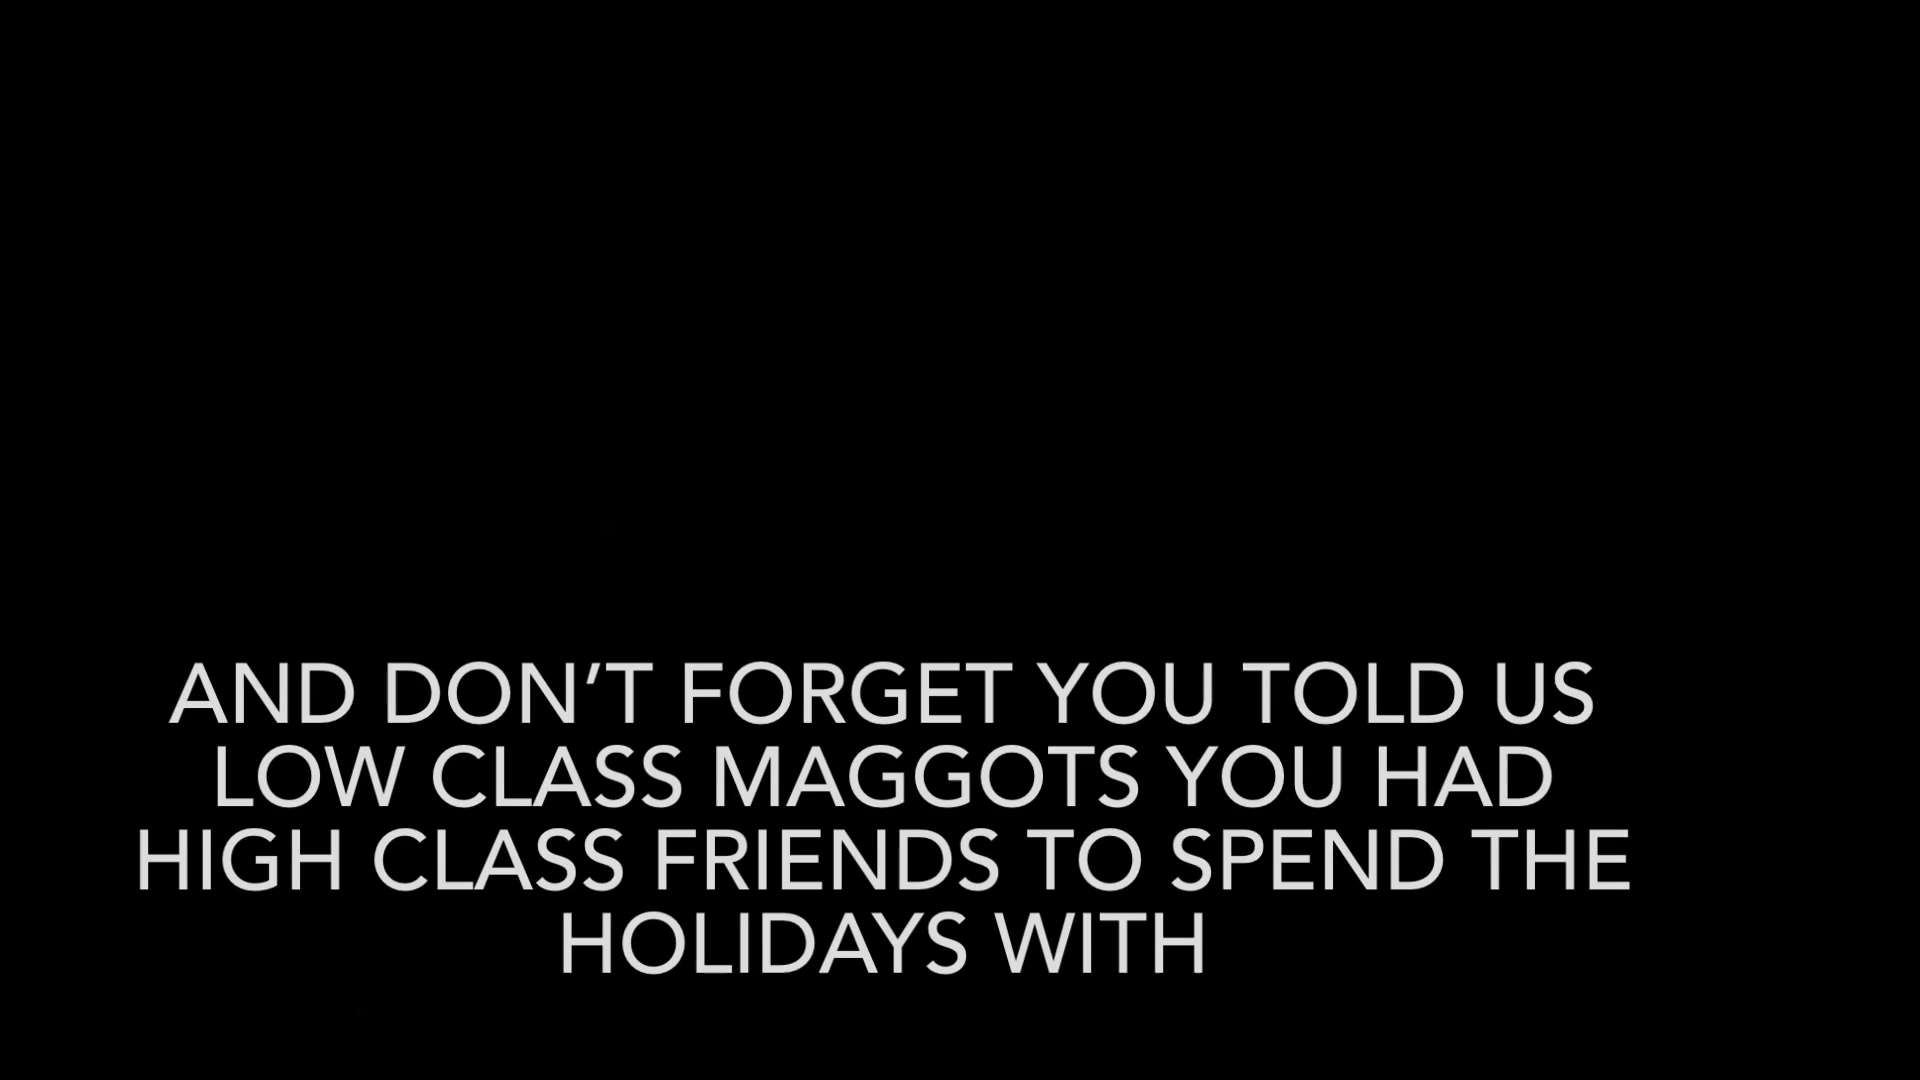 AND DON’T FORGET YOU TOLD US
LOW CLASS MAGGOTS YOU HAD
HIGH CLASS FRIENDS TO SPEND THE
HOLIDAYS WITH